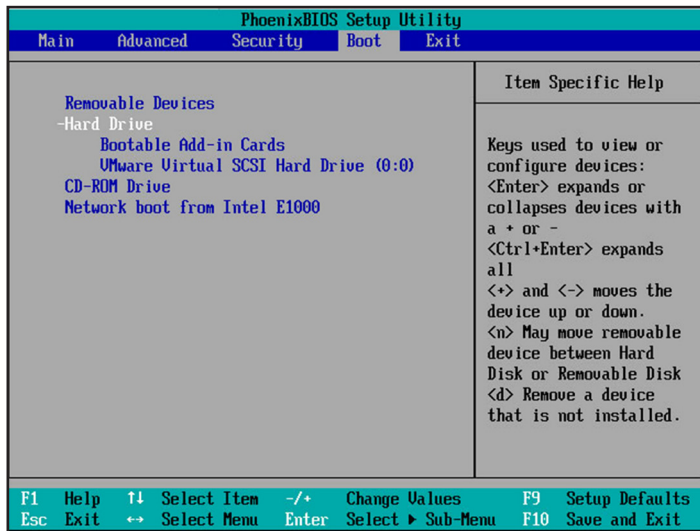 PhoenixBIOS Setup Utility
Main Advanced Security Boot Exit
Removable Devices
-Hard Drive
Bootable Add-in Cards
VMware Virtual SCSI Hard Drive (0:0)
CD-ROM Drive
Network boot from Intel E1000
Item Specific Help
Keys used to view or
configure devices:
<Enter> expands or
collapses devices with
a + or -
<Ctrl+Enter> expands
all
<+> and <-> moves the
device up or down.
<n> May move removable
device between Hard
Disk or Removable Disk
<d> Remove a device
that is not installed.
F1 Help ↑↓ Select Item -/+ Change Values F9 Setup Defaults
Esc Exit ↔ Select Menu Enter Select ▶ Sub-Menu F10 Save and Exit